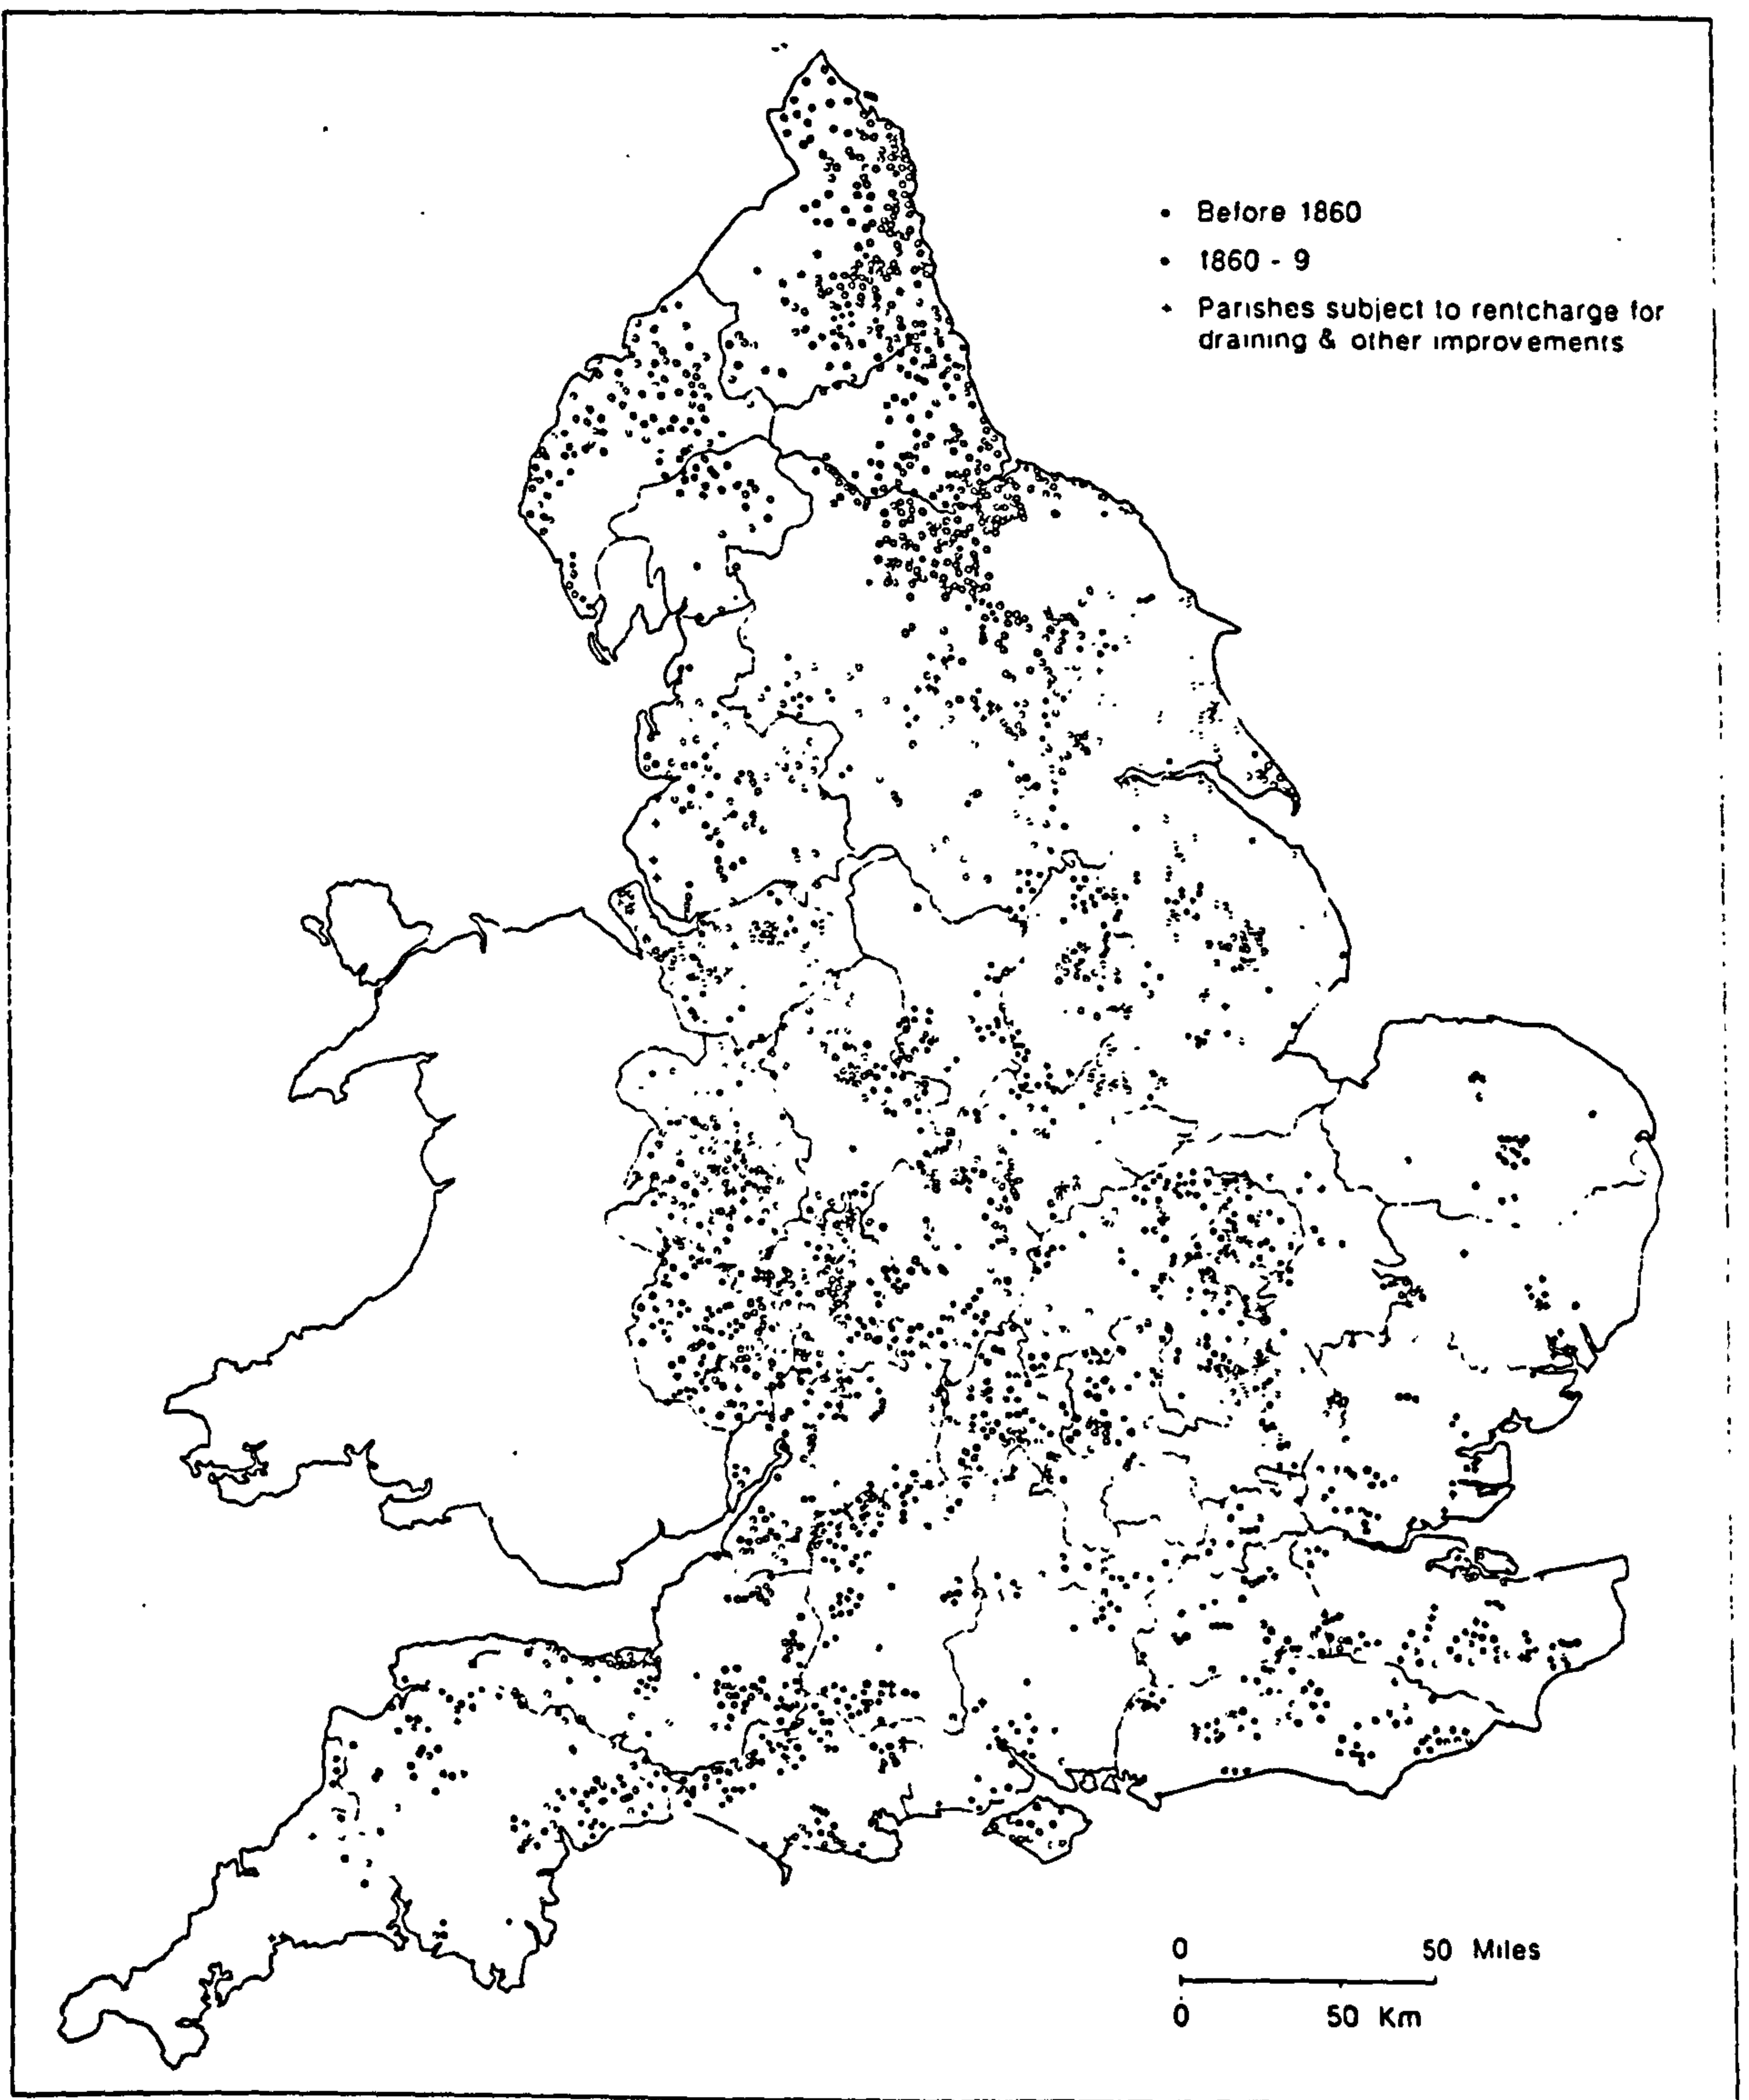 • Before 1860
• 1860 - 9
+ Parishes subject to rentcharge for
draining & other improvements
0 50 Miles
0 50 Km